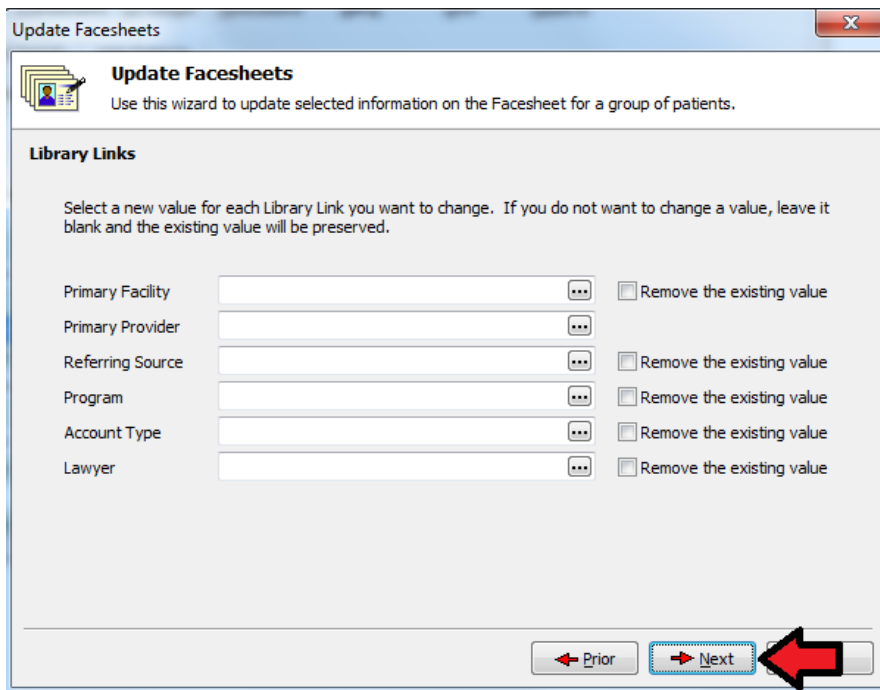 Update Facesheets
Update Facesheets
Use this wizard to update selected information on the Facesheet for a group of patients.
Library Links
Select a new value for each Library Link you want to change. If you do not want to change a value, leave it
blank and the existing value will be preserved.
Primary Facility ... Remove the existing value
Primary Provider ...
Referring Source ... Remove the existing value
Program ... Remove the existing value
Account Type ... Remove the existing value
Lawyer ... Remove the existing value
Prior Next